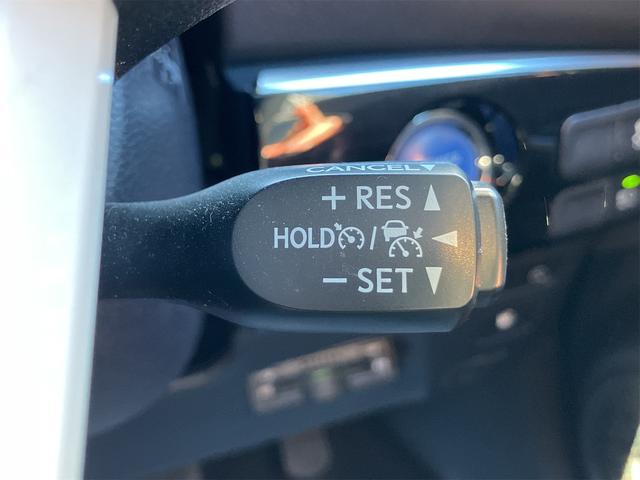 CANCEL▼
+ RES ▲
HOLD / ◀
− SET ▼